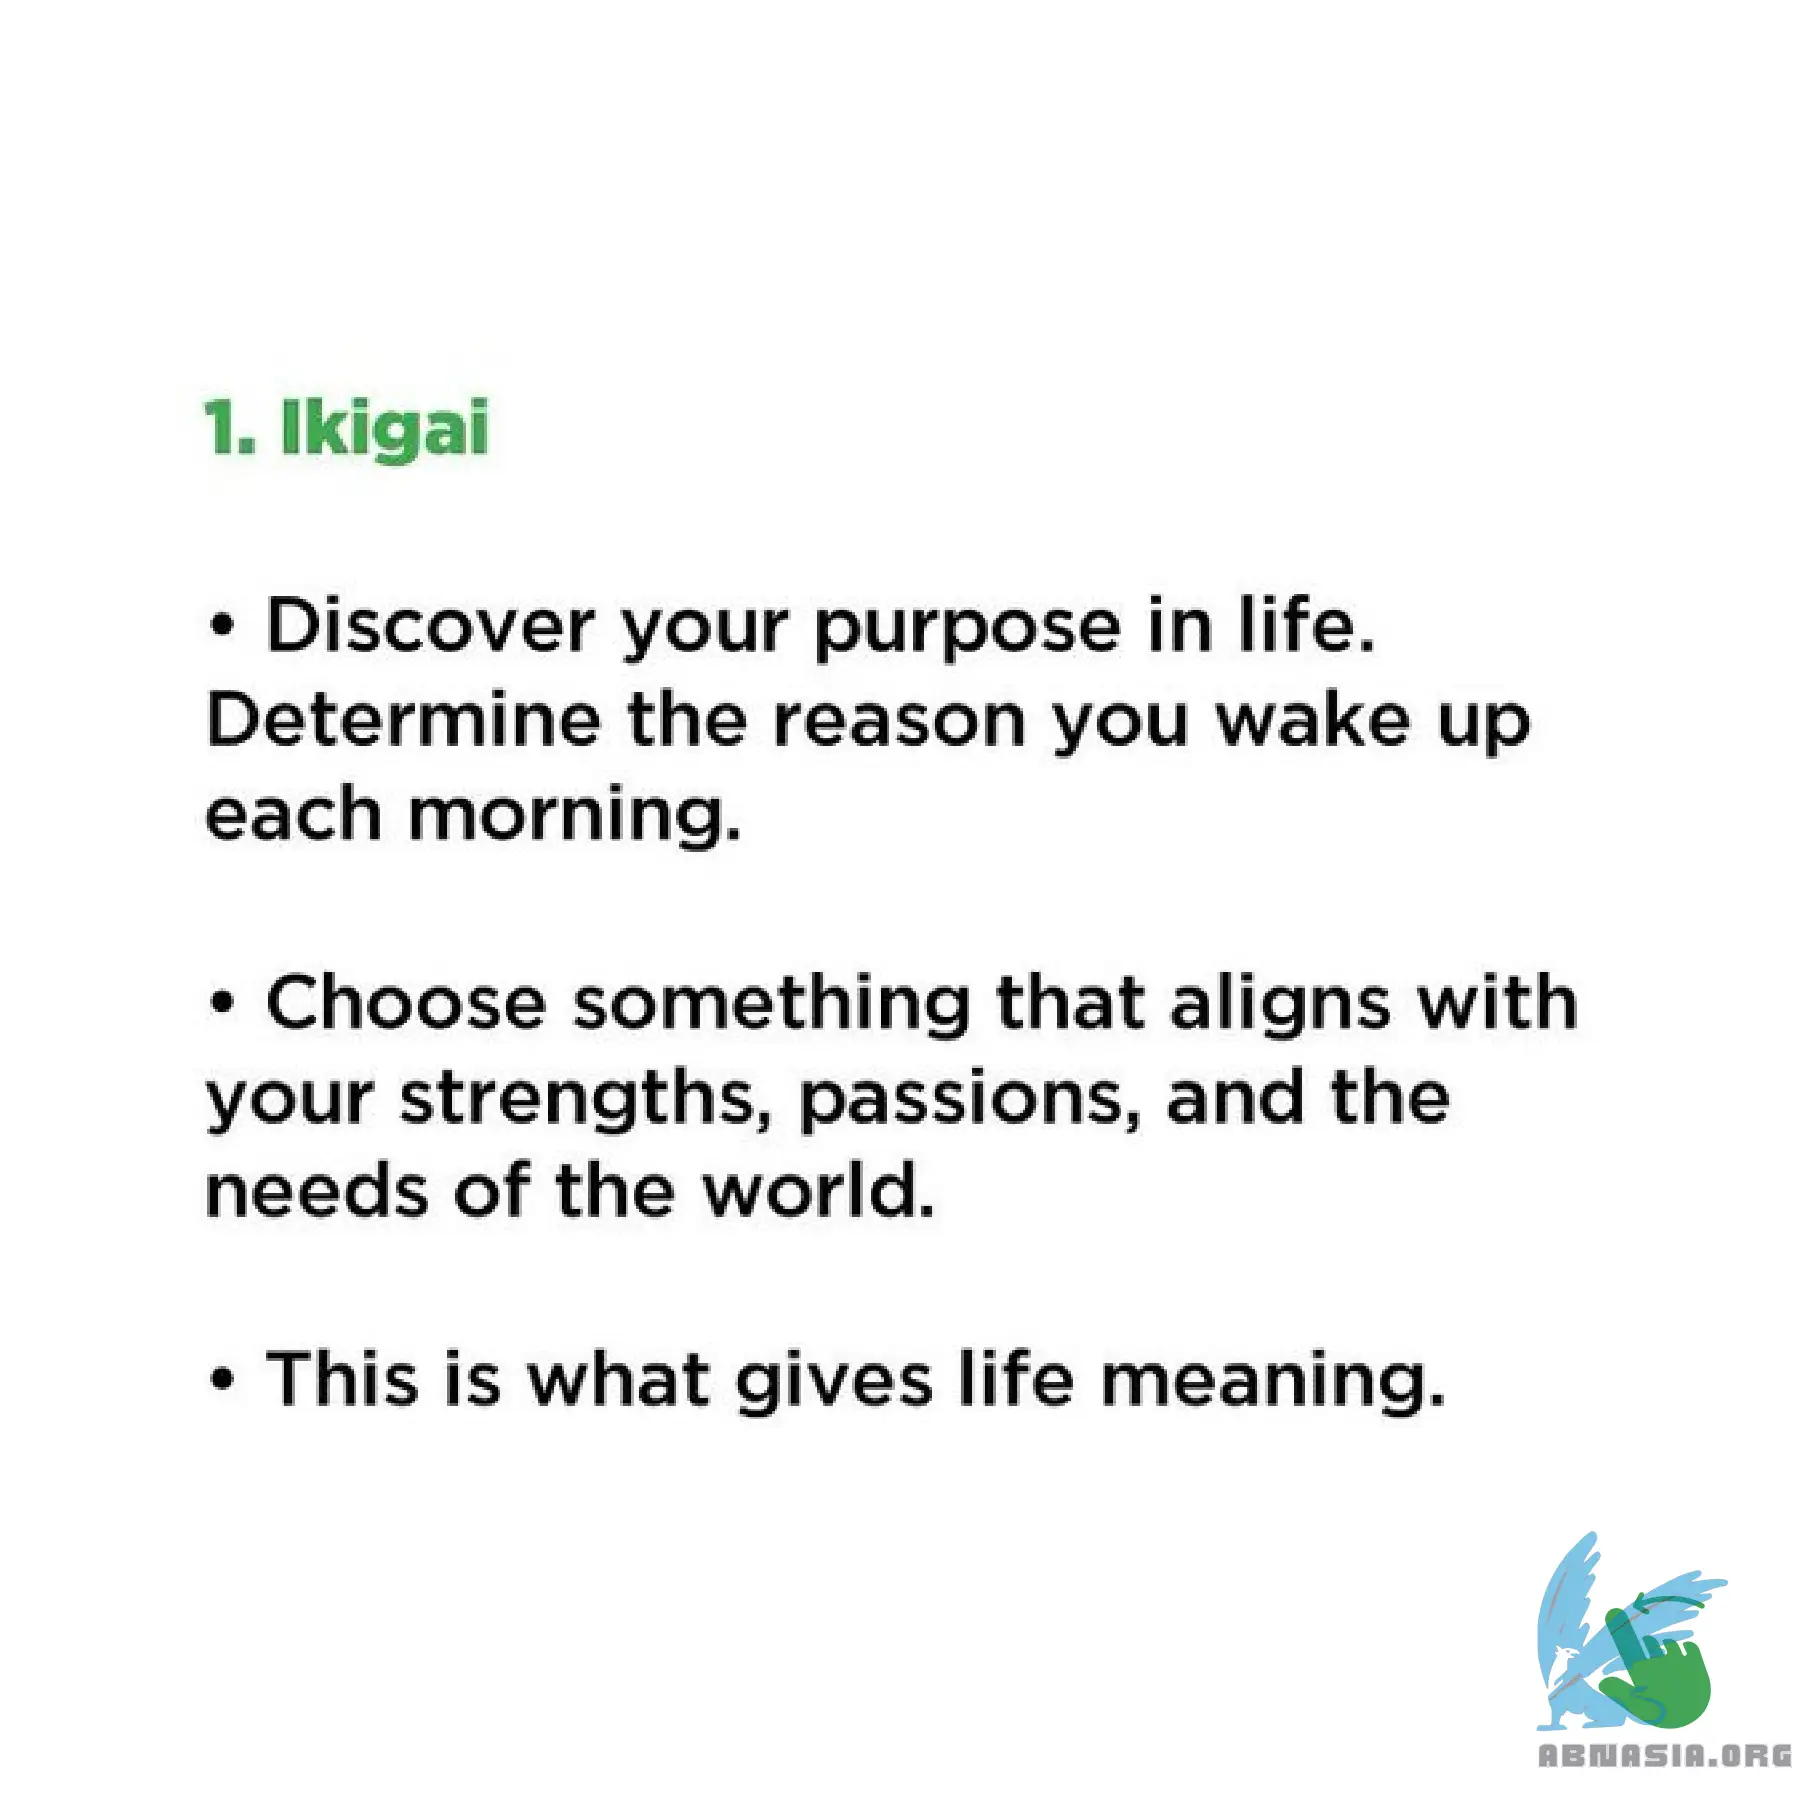 1. Ikigai
• Discover your purpose in life.
Determine the reason you wake up
each morning.
• Choose something that aligns with
your strengths, passions, and the
needs of the world.
• This is what gives life meaning.
ABNASIA.ORG